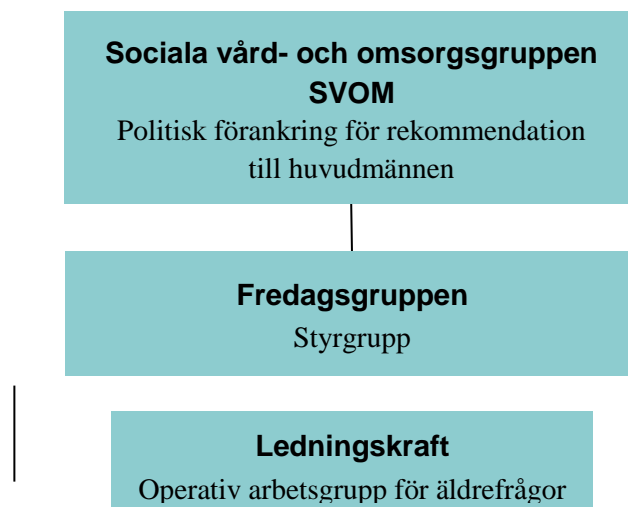 Sociala vård- och omsorgsgruppen
SVOM
Politisk förankring för rekommendation
till huvudmännen
Fredagsgruppen
Styrgrupp
Ledningskraft
Operativ arbetsgrupp för äldrefrågor